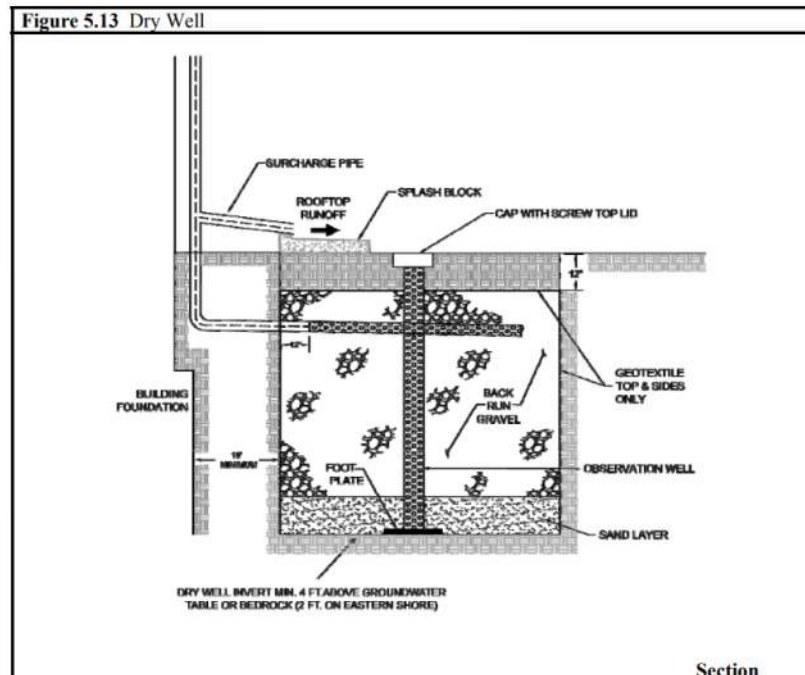 Figure 5.13 Dry Well
SURCHARGE PIPE
ROOFTOP
RUNOFF
SPLASH BLOCK
CAP WITH SCREW TOP LID
12"
12"
BUILDING
FOUNDATION
GEOTEXTILE
TOP & SIDES
ONLY
BACK
RUN
GRAVEL
MINIMUM
FOOT
PLATE
OBSERVATION WELL
SAND LAYER
DRY WELL INVERT MIN. 4 FT. ABOVE GROUNDWATER
TABLE OR BEDROCK (2 FT. ON EASTERN SHORE)
Section